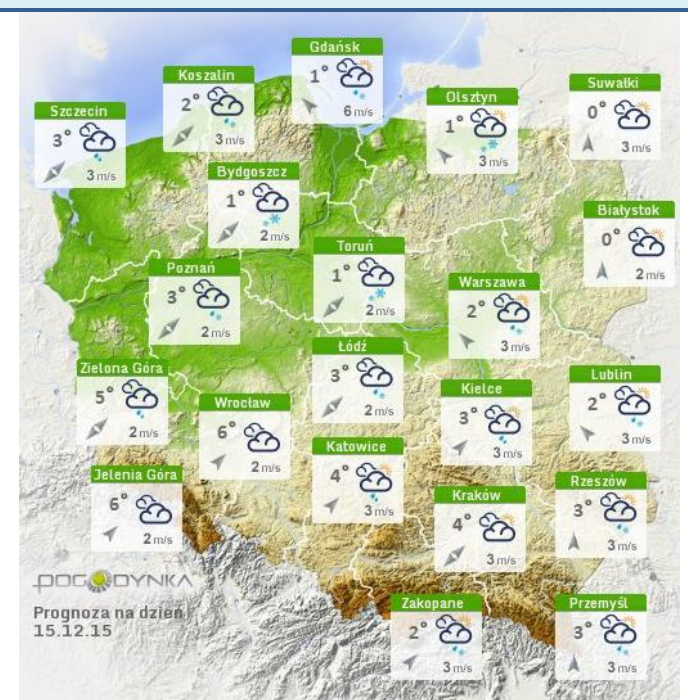 Gdańsk
1°
6 m/s
Koszalin
2°
3 m/s
Suwałki
0°
3 m/s
Olsztyn
1°
3 m/s
Szczecin
3°
3 m/s
Bydgoszcz
1°
2 m/s
Białystok
0°
2 m/s
Toruń
1°
2 m/s
Poznań
3°
2 m/s
Warszawa
2°
3 m/s
Łódź
3°
2 m/s
Zielona Góra
5°
2 m/s
Lublin
2°
3 m/s
Kielce
3°
3 m/s
Wrocław
6°
2 m/s
Katowice
4°
3 m/s
Jelenia Góra
6°
2 m/s
Rzeszów
3°
3 m/s
Kraków
4°
3 m/s
POGODYNKA
Prognoza na dzień
15.12.15
Zakopane
2°
3 m/s
Przemyśl
3°
3 m/s